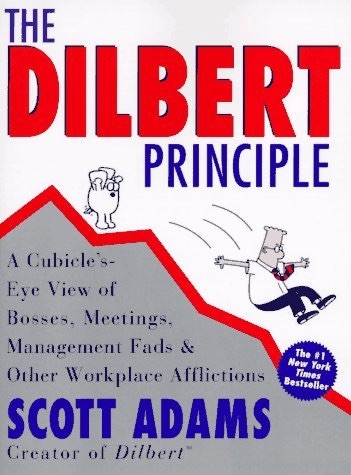 THE
DILBERT
PRINCIPLE
A Cubicle's-
Eye View of
Bosses, Meetings,
Management Fads &
Other Workplace Afflictions
The #1
New York
Times
Bestseller
SCOTT ADAMS
Creator of Dilbert™